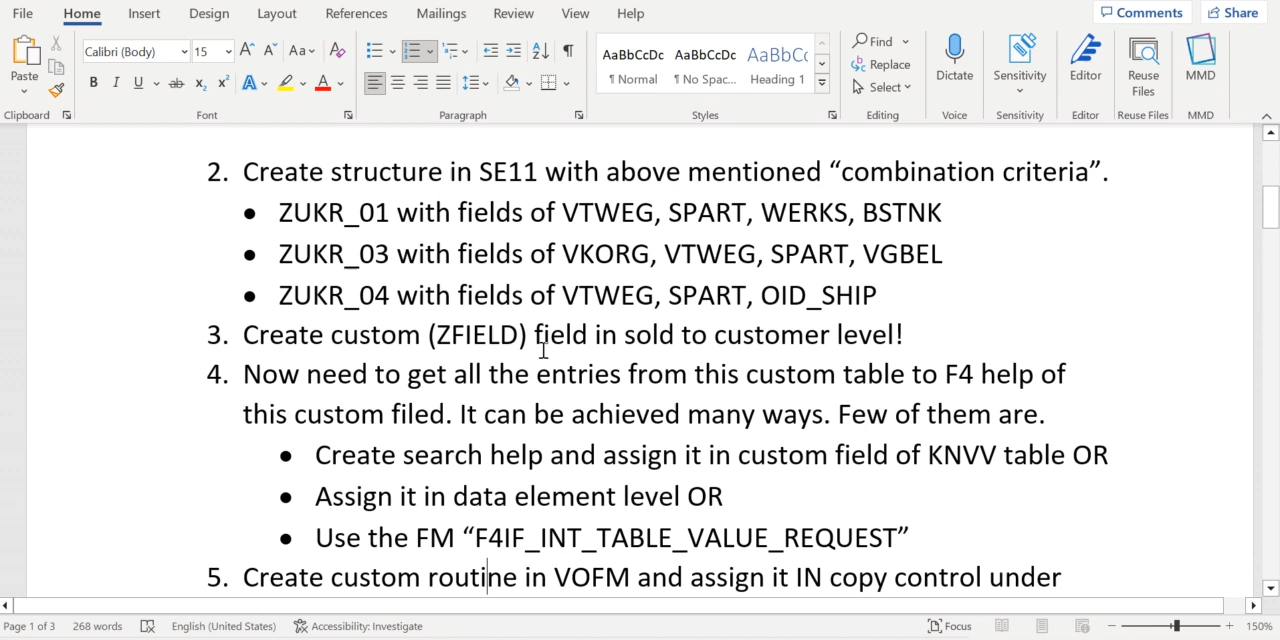 File Home Insert Design Layout References Mailings Review View Help Comments Share
Calibri (Body) 15 Aa Find
AaBbCcDc AaBbCcDc AaBbCc
Paste Replace Dictate Sensitivity Editor Reuse Files MMD
B I U ab x₂ x² A A ¶ Normal ¶ No Spac... Heading 1 Select
Clipboard Font Paragraph Styles Editing Voice Sensitivity Editor Reuse Files MMD
2. Create structure in SE11 with above mentioned “combination criteria”.
• ZUKR_01 with fields of VTWEG, SPART, WERKS, BSTNK
• ZUKR_03 with fields of VKORG, VTWEG, SPART, VGBEL
• ZUKR_04 with fields of VTWEG, SPART, OID_SHIP
3. Create custom (ZFIELD) field in sold to customer level!
4. Now need to get all the entries from this custom table to F4 help of
this custom filed. It can be achieved many ways. Few of them are.
• Create search help and assign it in custom field of KNVV table OR
• Assign it in data element level OR
• Use the FM “F4IF_INT_TABLE_VALUE_REQUEST”
5. Create custom routine in VOFM and assign it IN copy control under
Page 1 of 3 268 words English (United States) Accessibility: Investigate Focus 150%